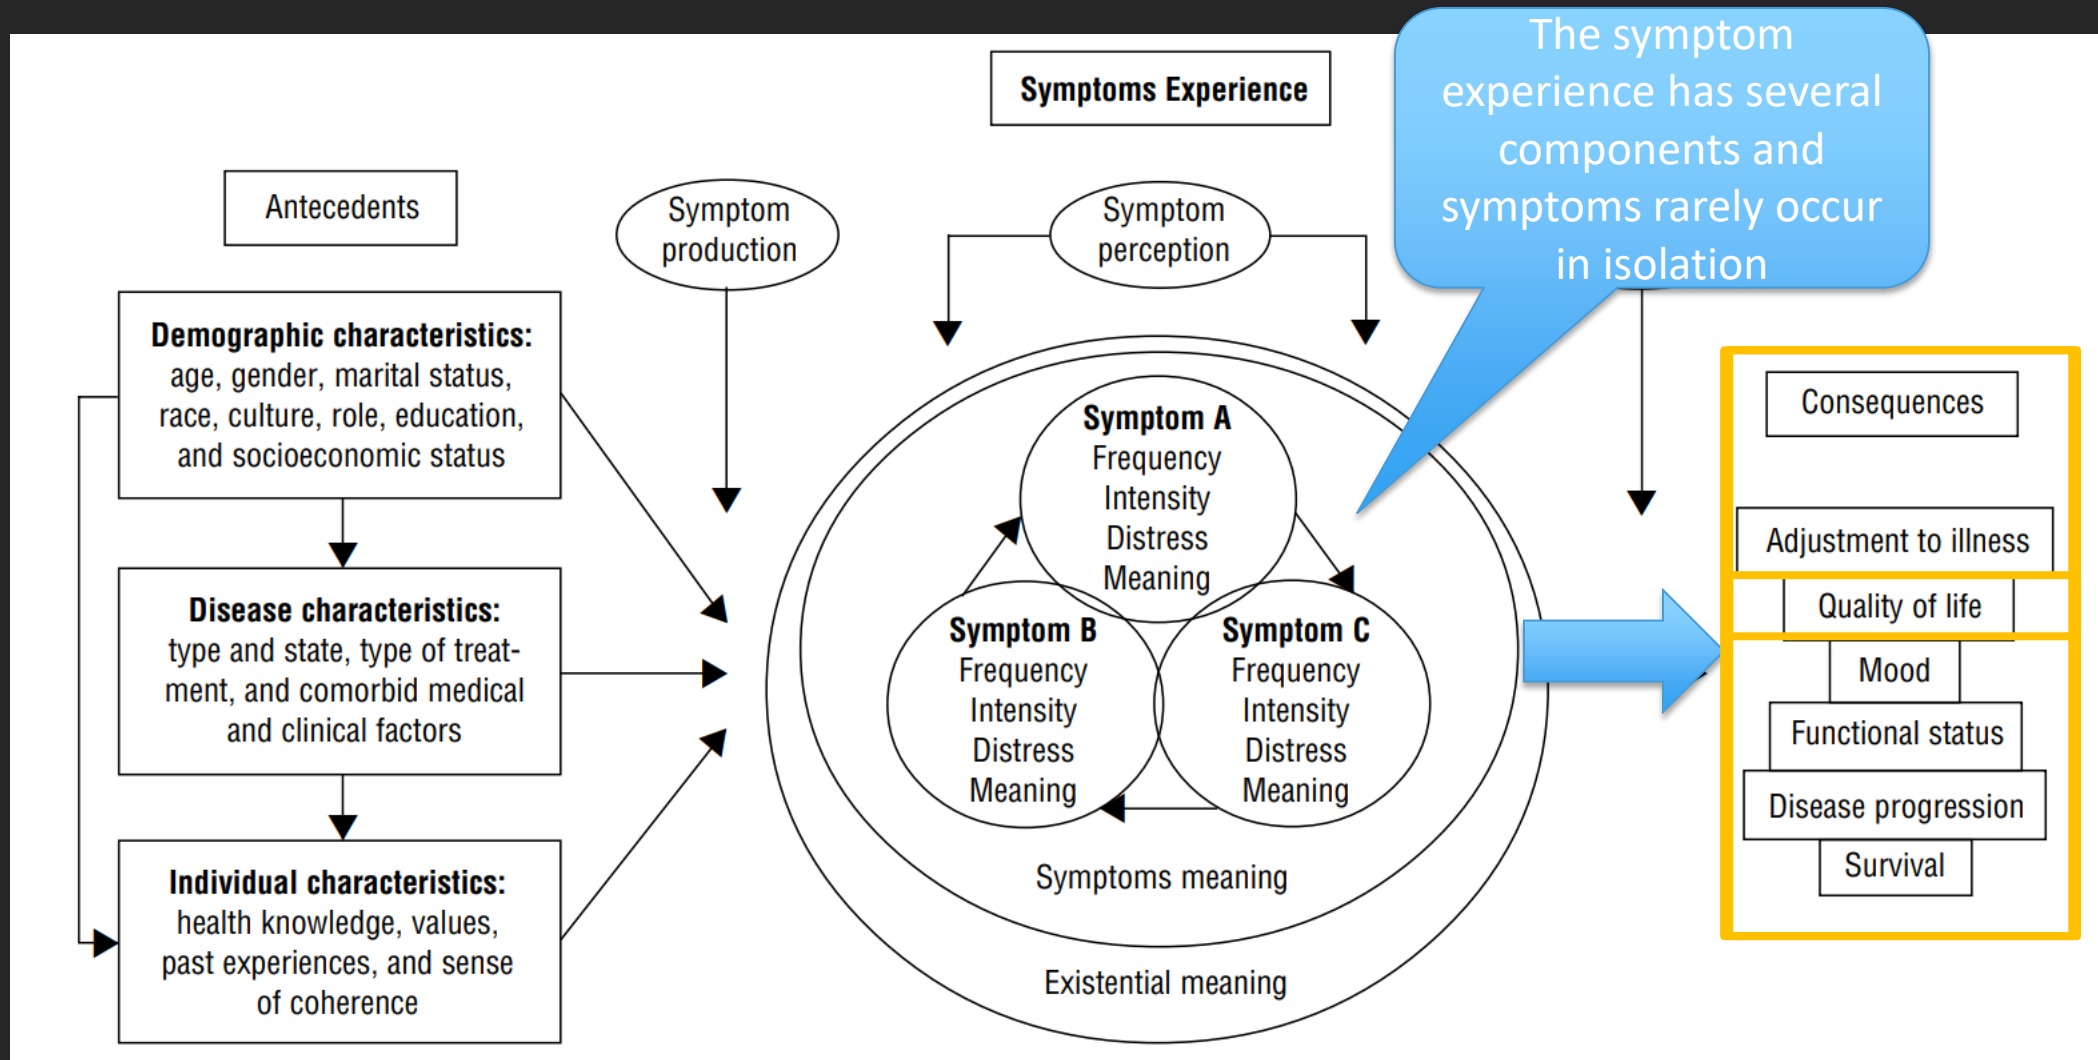 The symptom
experience has several
components and
symptoms rarely occur
in isolation
Symptoms Experience
Antecedents
Symptom
production
Symptom
perception
Demographic characteristics:
age, gender, marital status,
race, culture, role, education,
and socioeconomic status
Disease characteristics:
type and state, type of treat-
ment, and comorbid medical
and clinical factors
Individual characteristics:
health knowledge, values,
past experiences, and sense
of coherence
Symptom A
Frequency
Intensity
Distress
Meaning
Symptom B
Frequency
Intensity
Distress
Meaning
Symptom C
Frequency
Intensity
Distress
Meaning
Symptoms meaning
Existential meaning
Consequences
Adjustment to illness
Quality of life
Mood
Functional status
Disease progression
Survival